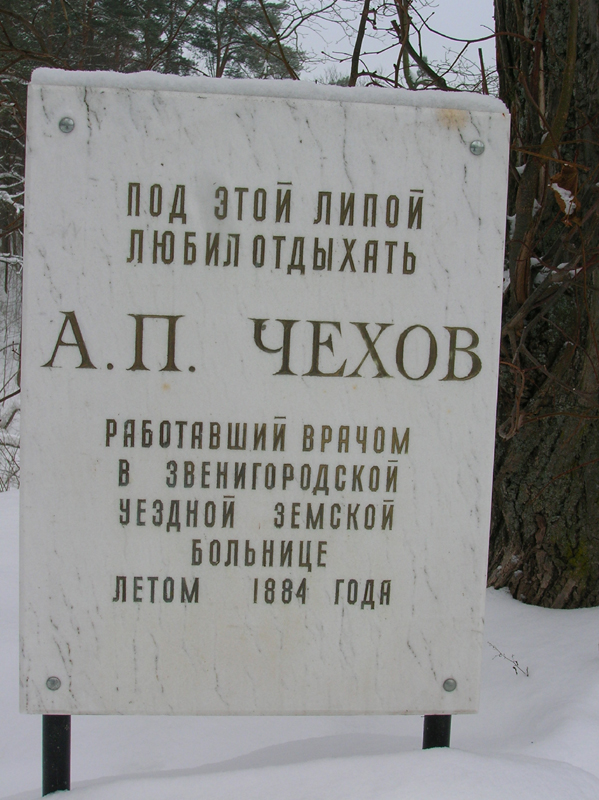 ПОД ЭТОЙ ЛИПОЙ
ЛЮБИЛ ОТДЫХАТЬ
А.П. ЧЕХОВ
РАБОТАВШИЙ ВРАЧОМ
В ЗВЕНИГОРОДСКОЙ
УЕЗДНОЙ ЗЕМСКОЙ
БОЛЬНИЦЕ
ЛЕТОМ 1884 ГОДА